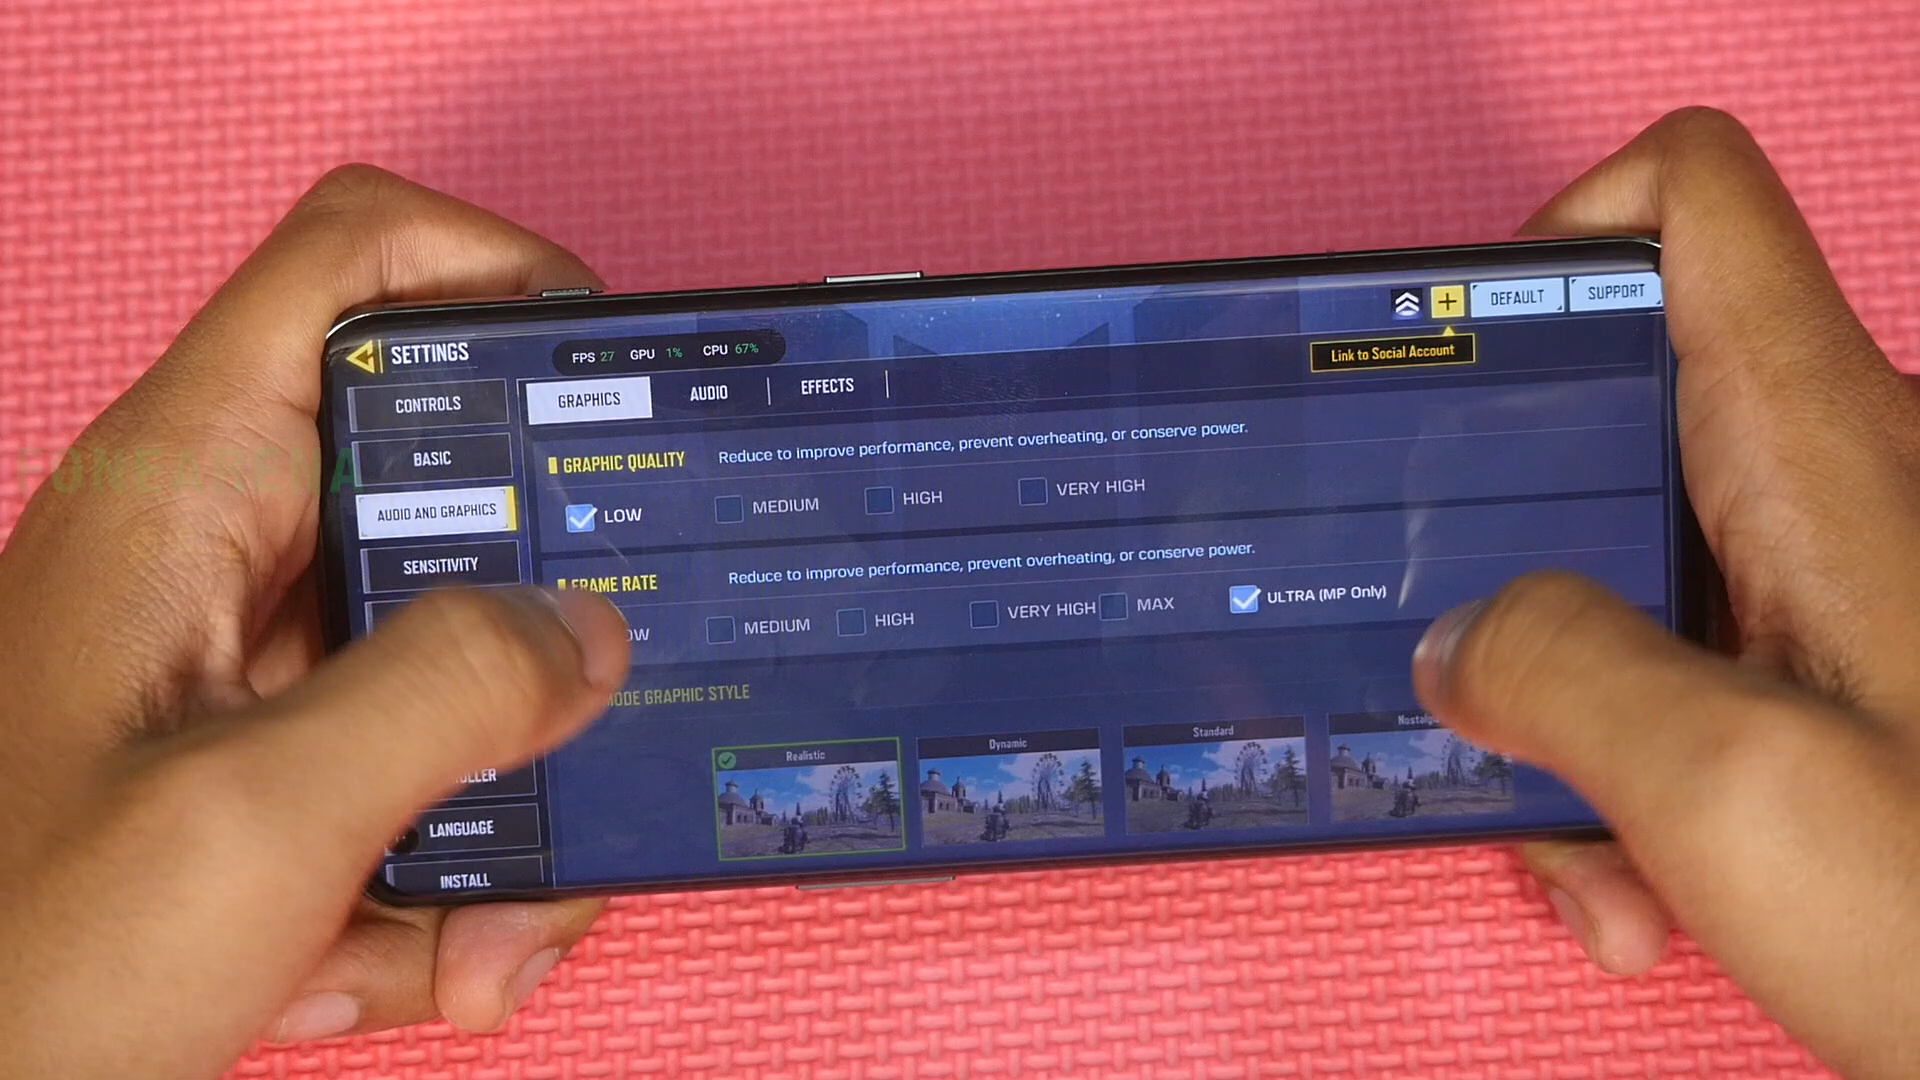 SETTINGS
FPS 27 GPU 1% CPU 67%
DEFAULT
SUPPORT
Link to Social Account
CONTROLS
BASIC
AUDIO AND GRAPHICS
SENSITIVITY
LANGUAGE
INSTALL
GRAPHICS
AUDIO
EFFECTS
GRAPHIC QUALITY
Reduce to improve performance, prevent overheating, or conserve power.
LOW
MEDIUM
HIGH
VERY HIGH
FRAME RATE
Reduce to improve performance, prevent overheating, or conserve power.
MEDIUM
HIGH
VERY HIGH
MAX
ULTRA (MP Only)
MODE GRAPHIC STYLE
Realistic
Dynamic
Standard